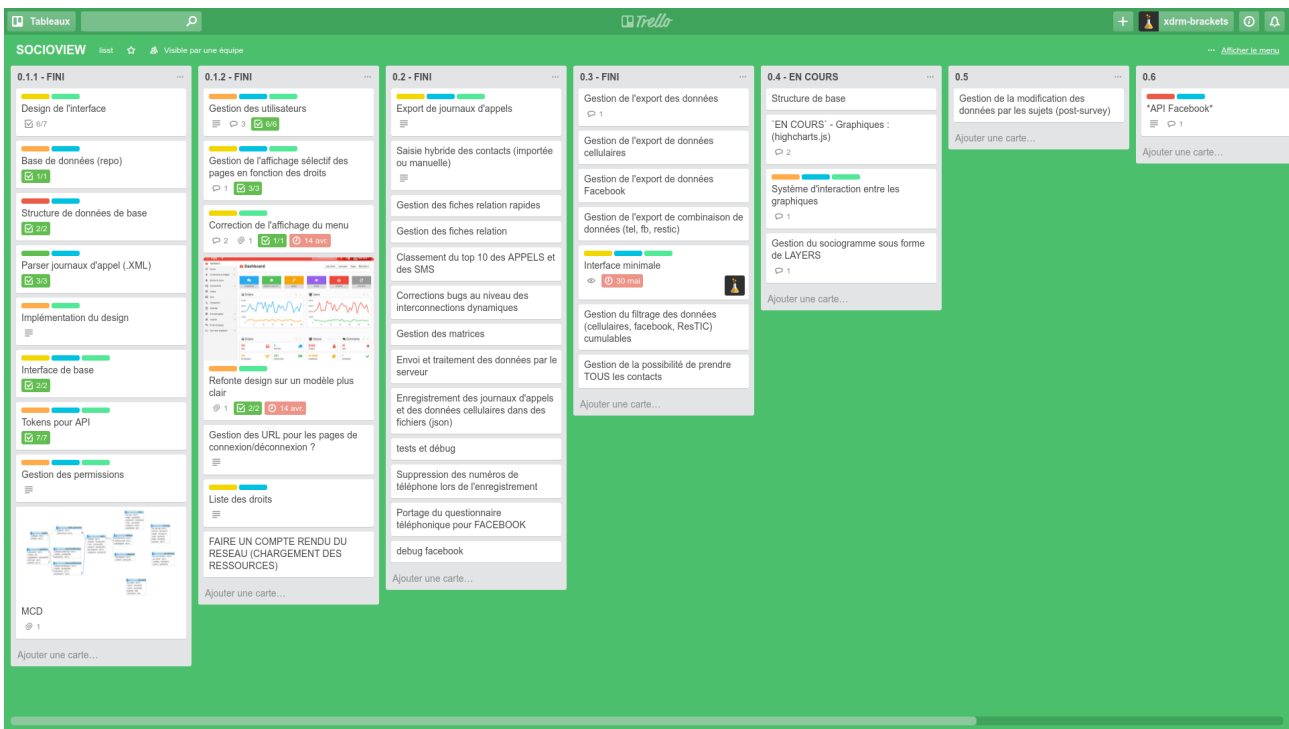 Tableaux
Trello
xdrm-brackets
SOCIOVIEW
lisst
Visible par une équipe
Afficher le menu
0.1.1 - FINI
Design de l'interface
6/7
Base de données (repo)
1/1
Structure de données de base
2/2
Parser journaux d'appel (.XML)
3/3
Implémentation du design
Interface de base
2/2
Tokens pour API
7/7
Gestion des permissions
MCD
1
Ajouter une carte…
0.1.2 - FINI
Gestion des utilisateurs
3
6/6
Gestion de l'affichage sélectif des
pages en fonction des droits
1
3/3
Correction de l'affichage du menu
2
1
1/1
14 avr.
Dashboard
Refonte design sur un modèle plus
clair
1
2/2
14 avr.
Gestion des URL pour les pages de
connexion/déconnexion ?
Liste des droits
FAIRE UN COMPTE RENDU DU
RESEAU (CHARGEMENT DES
RESSOURCES)
Ajouter une carte…
0.2 - FINI
Export de journaux d'appels
Saisie hybride des contacts (importée
ou manuelle)
Gestion des fiches relation rapides
Gestion des fiches relation
Classement du top 10 des APPELS et
des SMS
Corrections bugs au niveau des
interconnections dynamiques
Gestion des matrices
Envoi et traitement des données par le
serveur
Enregistrement des journaux d'appels
et des données cellulaires dans des
fichiers (json)
tests et débug
Suppression des numéros de
téléphone lors de l'enregistrement
Portage du questionnaire
téléphonique pour FACEBOOK
debug facebook
Ajouter une carte…
0.3 - FINI
Gestion de l'export des données
1
Gestion de l'export de données
cellulaires
Gestion de l'export de données
Facebook
Gestion de l'export de combinaison de
données (tel, fb, restic)
Interface minimale
30 mai
Gestion du filtrage des données
(cellulaires, facebook, ResTIC)
cumulables
Gestion de la possibilité de prendre
TOUS les contacts
Ajouter une carte…
0.4 - EN COURS
Structure de base
`EN COURS` - Graphiques :
(highcharts.js)
2
Système d'interaction entre les
graphiques
1
Gestion du sociogramme sous forme
de LAYERS
1
Ajouter une carte…
0.5
Gestion de la modification des
données par les sujets (post-survey)
Ajouter une carte…
0.6
*API Facebook*
1
Ajouter une carte…